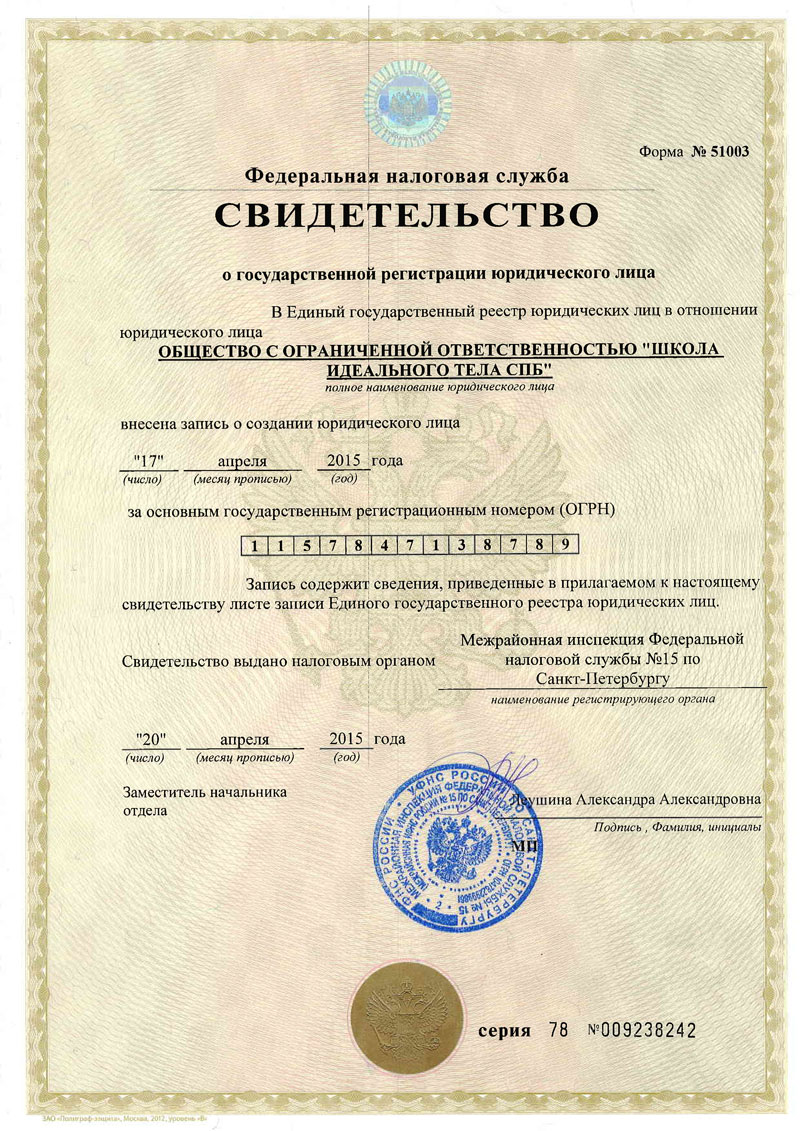 Форма № 51003
Федеральная налоговая служба
СВИДЕТЕЛЬСТВО
о государственной регистрации юридического лица
В Единый государственный реестр юридических лиц в отношении
юридического лица
ОБЩЕСТВО С ОГРАНИЧЕННОЙ ОТВЕТСТВЕННОСТЬЮ "ШКОЛА
ИДЕАЛЬНОГО ТЕЛА СПБ"
полное наименование юридического лица
внесена запись о создании юридического лица
"17" апреля 2015 года
(число) (месяц прописью) (год)
за основным государственным регистрационным номером (ОГРН)
1 1 5 7 8 4 7 1 3 8 7 8 9
Запись содержит сведения, приведенные в прилагаемом к настоящему
свидетельству листе записи Единого государственного реестра юридических лиц.
Межрайонная инспекция Федеральной
Свидетельство выдано налоговым органом налоговой службы №15 по
Санкт-Петербургу
наименование регистрирующего органа
"20" апреля 2015 года
(число) (месяц прописью) (год)
Заместитель начальника
отдела
Александра Александровна
Подпись , Фамилия, инициалы
МП
УФНС РОССИИ ПО САНКТ-ПЕТЕРБУРГУ
ФНС РОССИИ
МЕЖРАЙОННАЯ ИНСПЕКЦИЯ ФЕДЕРАЛЬНОЙ НАЛОГОВОЙ СЛУЖБЫ № 15
2
серия 78 №009238242
ЗАО «Полиграф-защита», Москва, 2012, уровень «В»